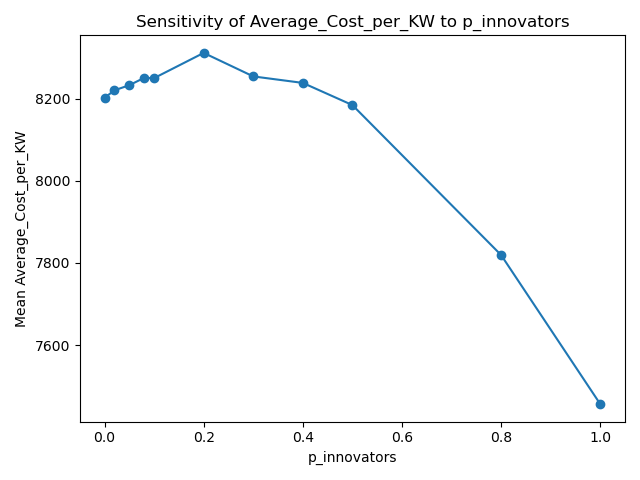 Sensitivity of Average_Cost_per_KW to p_innovators
Mean Average_Cost_per_KW
8200
8000
7800
7600
0.0 0.2 0.4 0.6 0.8 1.0
p_innovators